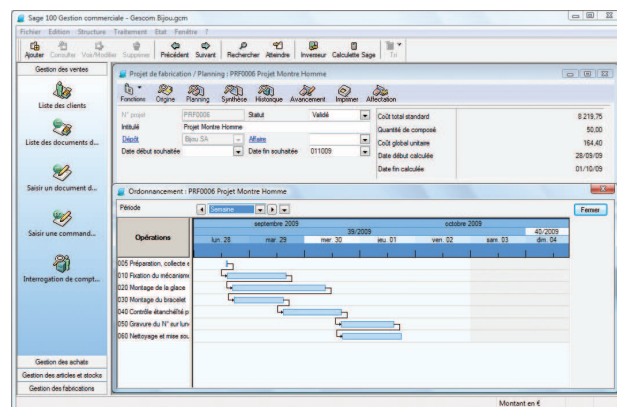 Sage 100 Gestion commerciale - Gescom Bijou.gcm
Fichier Edition Structure Traitement Etat Fenêtre ?
Ajouter Consulter Voir/Modifier Supprimer Précédent Suivant Rechercher Atteindre Inverseur Calculette Sage Tri
Gestion des ventes
Liste des clients
Liste des documents d...
Saisir un document d...
Saisir une command...
Interrogation de compt...
Gestion des achats
Gestion des articles et stocks
Gestion des fabrications
Projet de fabrication / Planning : PRF0006 Projet Montre Homme
Fonctions Origine Planning Synthèse Historique Avancement Imprimer Affectation
N° projet PRF0006 Statut Validé
Intitulé Projet Montre Homme
Dépôt Bijou SA Affaire
Date début souhaitée Date fin souhaitée 011009
Coût total standard 8 219,75
Quantité de composé 50,00
Coût global unitaire 164,40
Date début calculée 28/09/09
Date fin calculée 01/10/09
Ordonnancement : PRF0006 Projet Montre Homme
Période Semaine Fermer
Opérations
septembre 2009 octobre 2009
39/2009 40/2009
lun. 28 mar. 29 mer. 30 jeu. 01 ven. 02 sam. 03 dim. 04
005 Préparation, collecte e
010 Fixation du mécanisme
020 Montage de la glace
030 Montage du bracelet
040 Contrôle étanchéité p
050 Gravure du N° sur lun
060 Nettoyage et mise sou
Montant en €